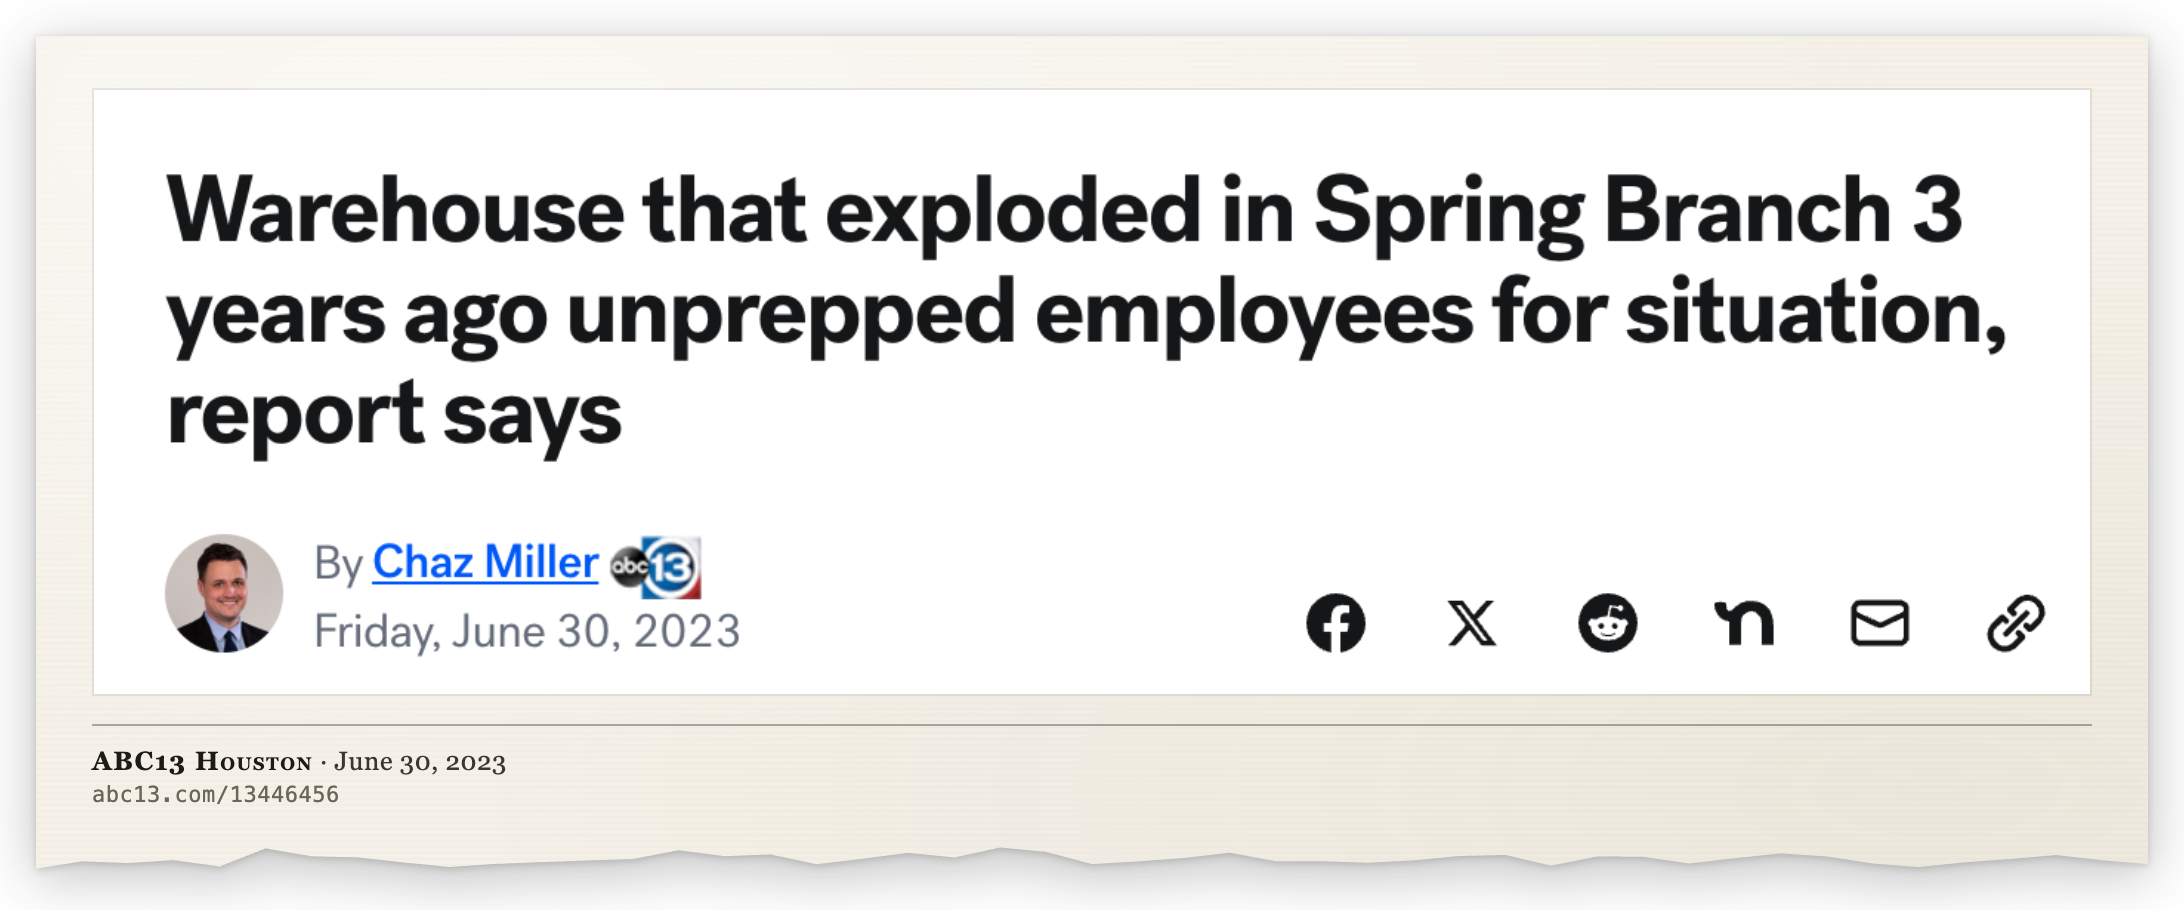 Warehouse that exploded in Spring Branch 3
years ago unprepped employees for situation,
report says
By Chaz Miller abc13
Friday, June 30, 2023
ABC13 Houston · June 30, 2023
abc13.com/13446456